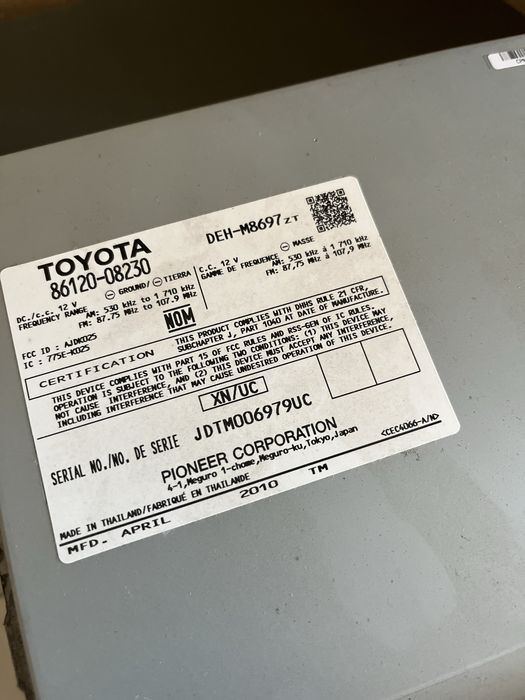 TOYOTA
86120-08230
DEH-M8697ZT
DC./c.c. 12 V ⊖ GROUND/⊖TIERRA
FREQUENCY RANGE AM: 530 kHz to 1 710 kHz
FM: 87.75 MHz to 107.9 MHz
C.C. 12 V ⊖ MASSE
GAMME DE FREQUENCE AM: 530 kHz à 1 710 kHz
FM: 87,75 MHz à 107,9 MHz
FCC ID : AJDK025
IC : 775E-K025
NOM
CERTIFICATION
THIS PRODUCT COMPLIES WITH DHHS RULE 21 CFR,
SUBCHAPTER J, PART 1040 AT DATE OF MANUFACTURE.
THIS DEVICE COMPLIES WITH PART 15 OF FCC RULES AND RSS-GEN OF IC RULES.
OPERATION IS SUBJECT TO THE FOLLOWING TWO CONDITIONS: (1) THIS DEVICE MAY
NOT CAUSE INTERFERENCE, AND (2) THIS DEVICE MUST ACCEPT ANY INTERFERENCE,
INCLUDING INTERFERENCE THAT MAY CAUSE UNDESIRED OPERATION OF THIS DEVICE.
XN/UC
SERIAL NO./NO. DE SERIE JDTM006979UC
PIONEER CORPORATION
4-1,Meguro 1-chome,Meguro-ku,Tokyo,Japan
<CEC4066-A/N>
MADE IN THAILAND/FABRIQUÉ EN THAILANDE
MFD. APRIL 2010 TM